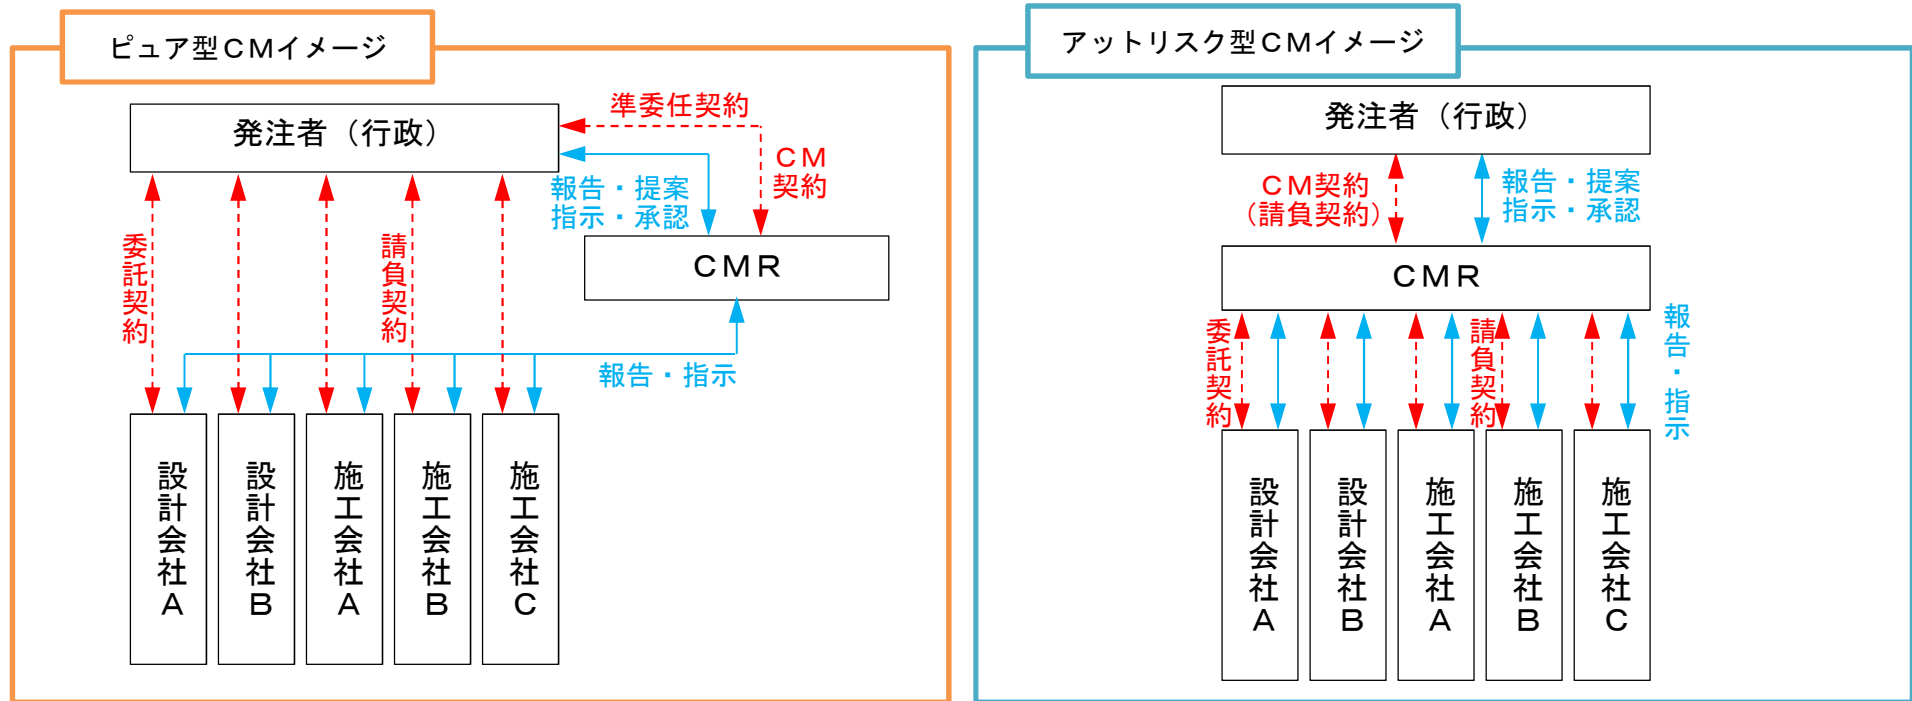 ピュア型ＣＭイメージ
発注者（行政）
準委任契約
ＣＭ
契約
報告・提案
指示・承認
ＣＭＲ
委託契約
請負契約
報告・指示
設計会社Ａ
設計会社Ｂ
施工会社Ａ
施工会社Ｂ
施工会社Ｃ
アットリスク型ＣＭイメージ
発注者（行政）
ＣＭ契約
（請負契約）
報告・提案
指示・承認
ＣＭＲ
委託契約
請負契約
報告・指示
設計会社Ａ
設計会社Ｂ
施工会社Ａ
施工会社Ｂ
施工会社Ｃ